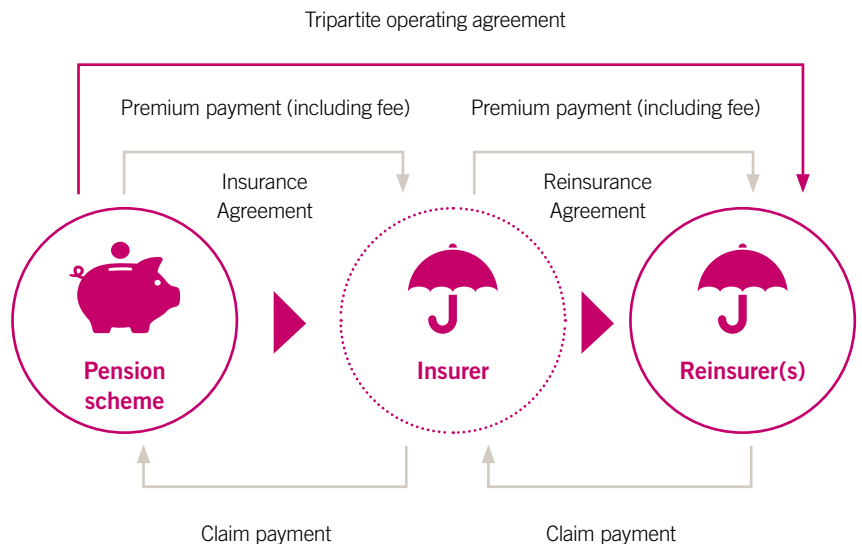 Tripartite operating agreement
Premium payment (including fee)
Premium payment (including fee)
Insurance
Agreement
Reinsurance
Agreement
Pension
scheme
Insurer
Reinsurer(s)
Claim payment
Claim payment